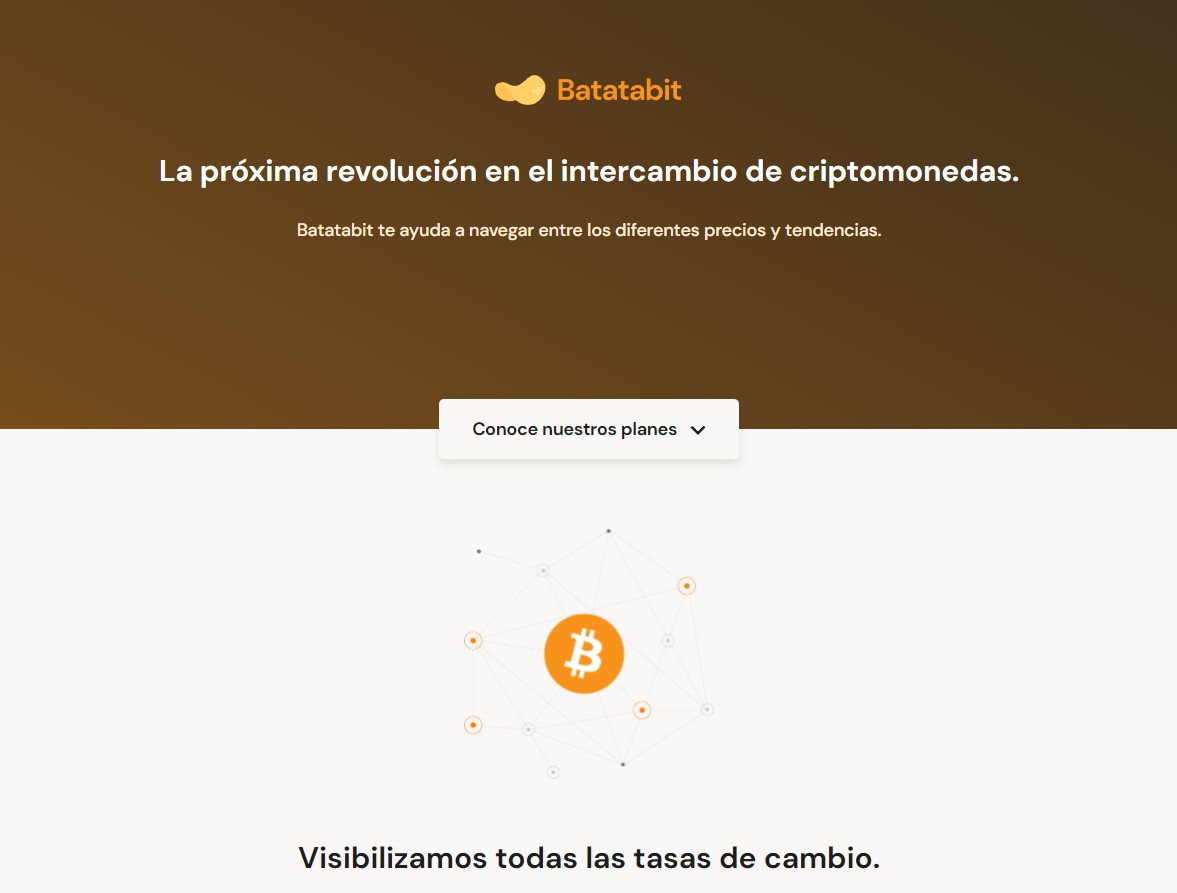 Batatabit
La próxima revolución en el intercambio de criptomonedas.
Batatabit te ayuda a navegar entre los diferentes precios y tendencias.
Conoce nuestros planes
Visibilizamos todas las tasas de cambio.